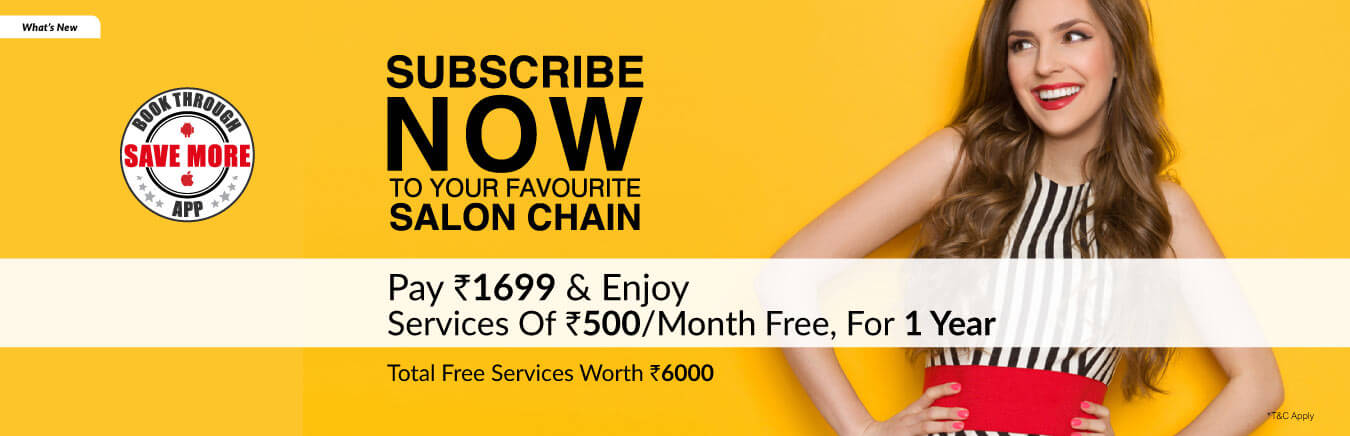 What's New
BOOK THROUGH
SAVE MORE
APP
SUBSCRIBE
NOW
TO YOUR FAVOURITE
SALON CHAIN
Pay ₹1699 & Enjoy
Services Of ₹500/Month Free, For 1 Year
Total Free Services Worth ₹6000
*T&C Apply